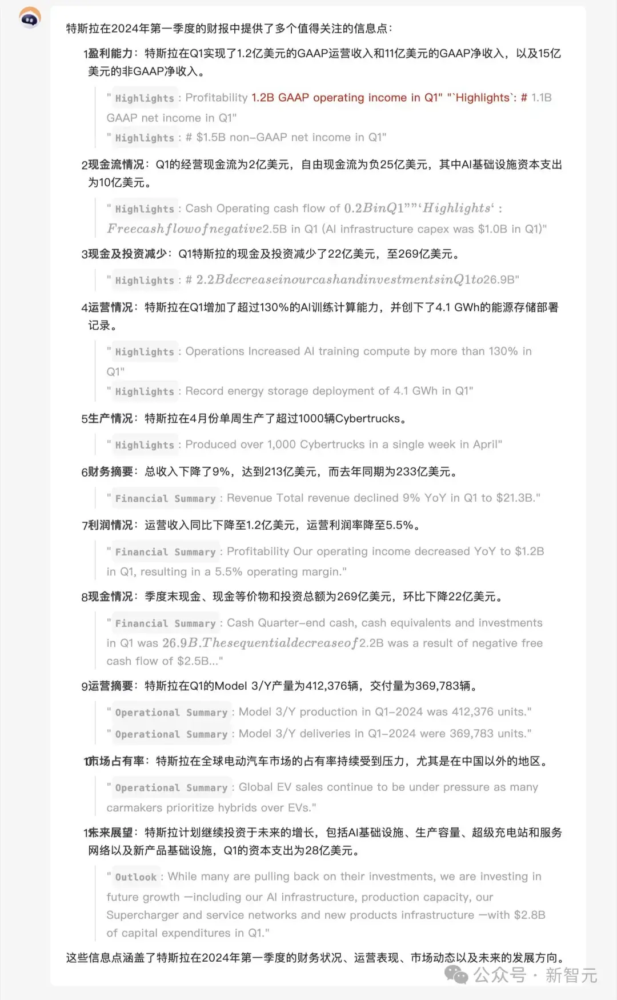 特斯拉在2024年第一季度的财报中提供了多个值得关注的信息点：
1盈利能力：特斯拉在Q1实现了1.2亿美元的GAAP运营收入和11亿美元的GAAP净收入，以及15亿
美元的非GAAP净收入。
" Highlights : Profitability 1.2B GAAP operating income in Q1" "`Highlights`: # 1.1B
GAAP net income in Q1"
" Highlights : # $1.5B non-GAAP net income in Q1"
2现金流情况：Q1的经营现金流为2亿美元，自由现金流为负25亿美元，其中AI基础设施资本支出
为10亿美元。
" Highlights : Cash Operating cash flow of 0.2BinQ1""‘Highlights‘ :
Freecashflowofnegative2.5B in Q1 (AI infrastructure capex was $1.0B in Q1)"
3现金及投资减少：Q1特斯拉的现金及投资减少了22亿美元，至269亿美元。
" Highlights : # 2.2BdecreaseinourcashandinvestmentsinQ1to26.9B"
4运营情况：特斯拉在Q1增加了超过130%的AI训练计算能力，并创下了4.1 GWh的能源存储部署
记录。
" Highlights : Operations Increased AI training compute by more than 130% in
Q1"
" Highlights : Record energy storage deployment of 4.1 GWh in Q1"
5生产情况：特斯拉在4月份单周生产了超过1000辆Cybertrucks。
" Highlights : Produced over 1,000 Cybertrucks in a single week in April"
6财务摘要：总收入下降了9%，达到213亿美元，而去年同期为233亿美元。
" Financial Summary : Revenue Total revenue declined 9% YoY in Q1 to $21.3B."
7利润情况：运营收入同比下降至1.2亿美元，运营利润率降至5.5%。
" Financial Summary : Profitability Our operating income decreased YoY to $1.2B
in Q1, resulting in a 5.5% operating margin."
8现金情况：季度末现金、现金等价物和投资总额为269亿美元，环比下降22亿美元。
" Financial Summary : Cash Quarter-end cash, cash equivalents and investments
in Q1 was 26.9B.Thesequentialdecreaseof2.2B was a result of negative free
cash flow of $2.5B..."
9运营摘要：特斯拉在Q1的Model 3/Y产量为412,376辆，交付量为369,783辆。
" Operational Summary : Model 3/Y production in Q1-2024 was 412,376 units."
" Operational Summary : Model 3/Y deliveries in Q1-2024 were 369,783 units."
10市场占有率：特斯拉在全球电动汽车市场的占有率持续受到压力，尤其是在中国以外的地区。
" Operational Summary : Global EV sales continue to be under pressure as many
carmakers prioritize hybrids over EVs."
11未来展望：特斯拉计划继续投资于未来的增长，包括AI基础设施、生产容量、超级充电站和服务
网络以及新产品基础设施，Q1的资本支出为28亿美元。
" Outlook : While many are pulling back on their investments, we are investing in
future growth —including our AI infrastructure, production capacity, our
Supercharger and service networks and new products infrastructure —with $2.8B
of capital expenditures in Q1."
这些信息点涵盖了特斯拉在2024年第一季度的财务状况、运营表现、市场动态以及未来的发展方向。
公众号 · 新智元